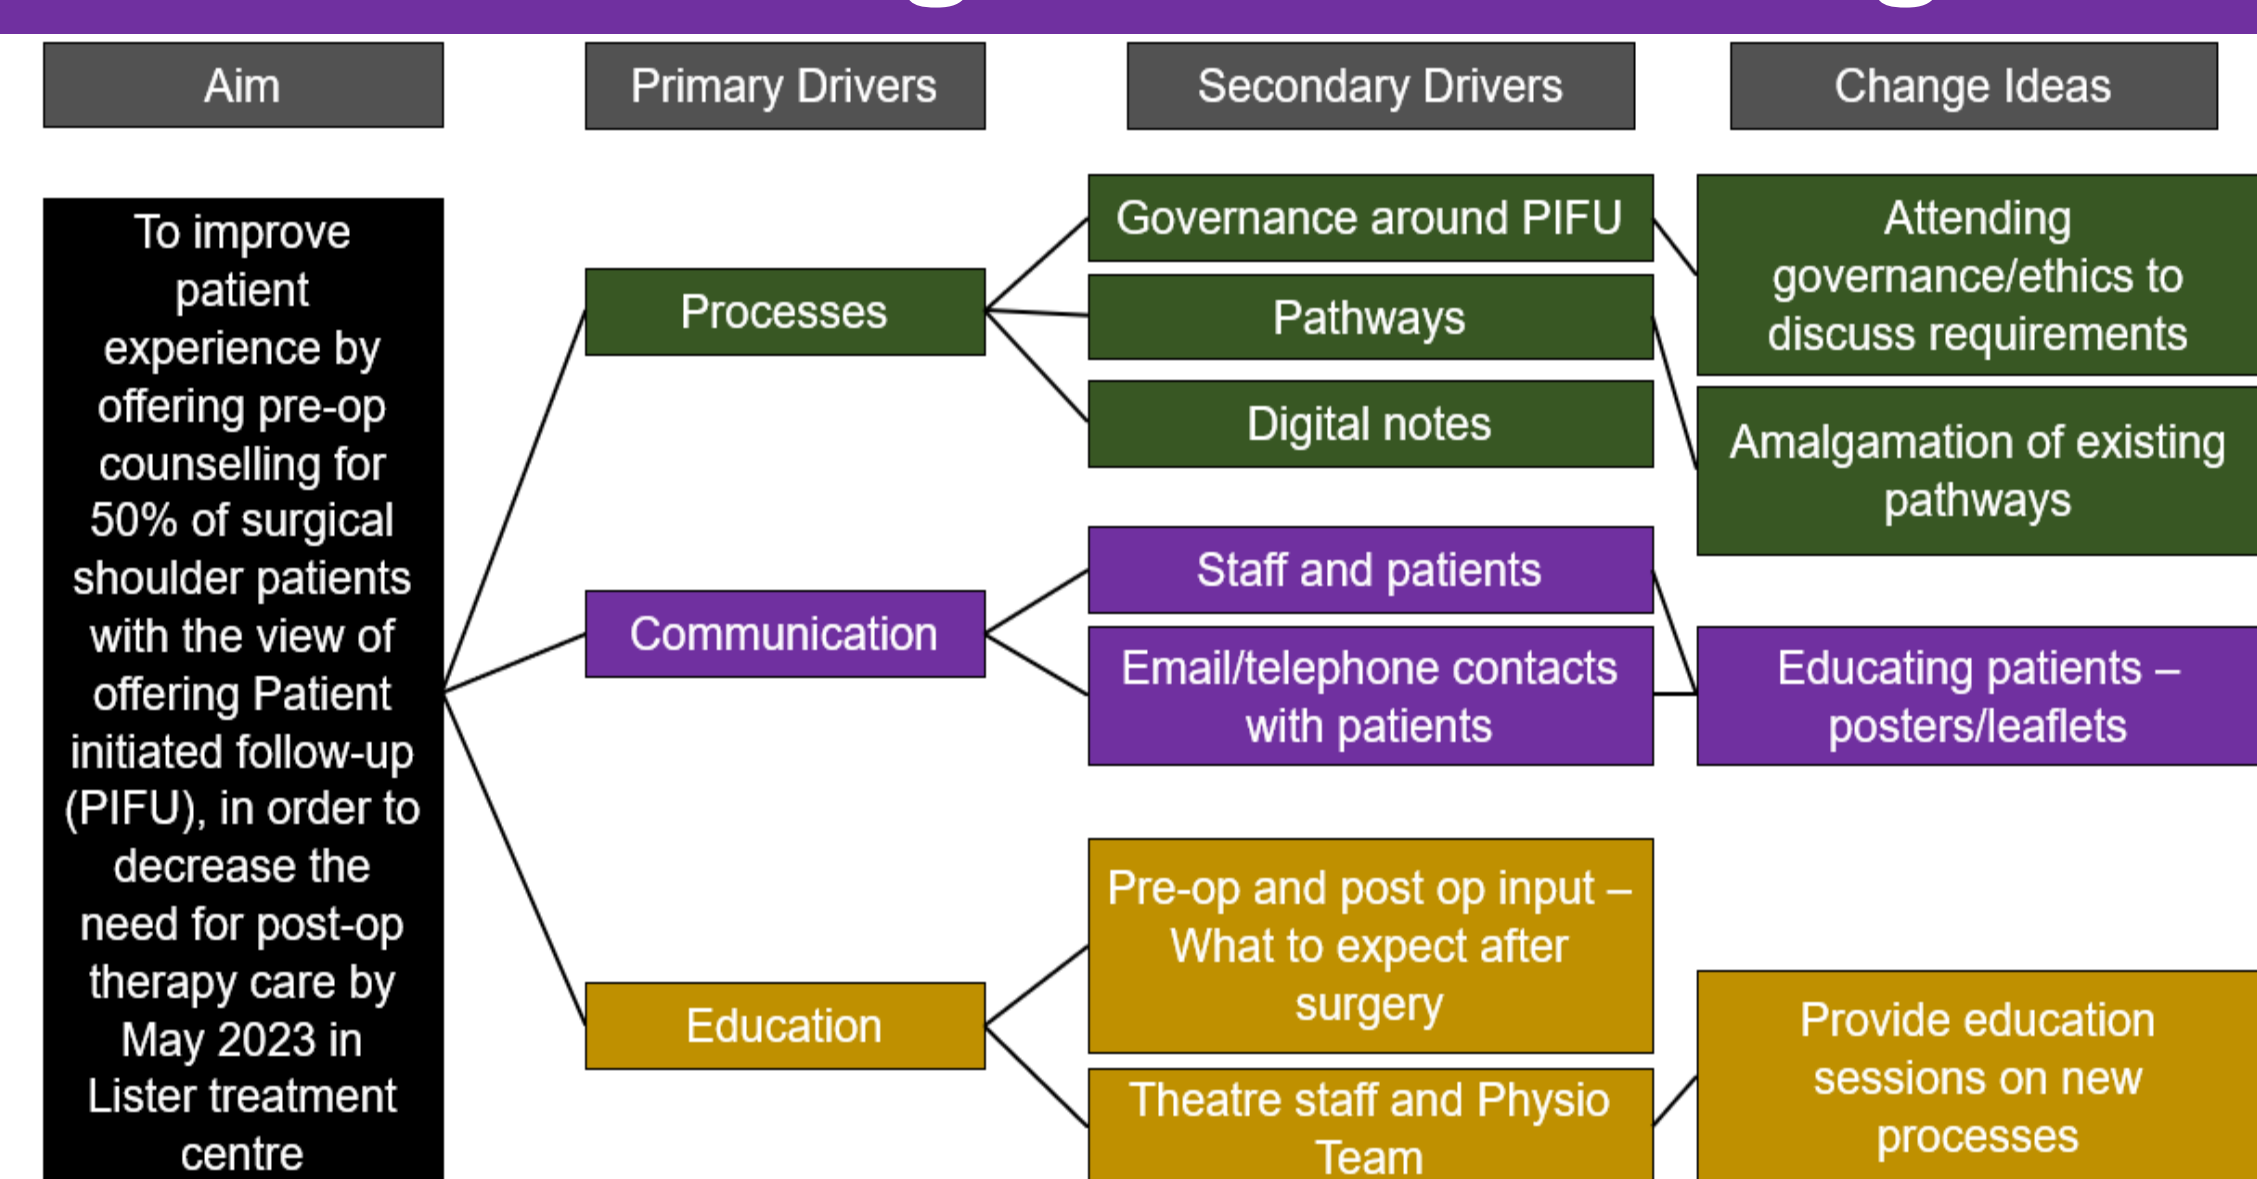 Aim
Primary Drivers
Secondary Drivers
Change Ideas
To improve
patient
experience by
offering pre-op
counselling for
50% of surgical
shoulder patients
with the view of
offering Patient
initiated follow-up
(PIFU), in order to
decrease the
need for post-op
therapy care by
May 2023 in
Lister treatment
centre
Processes
Communication
Education
Governance around PIFU
Pathways
Digital notes
Staff and patients
Email/telephone contacts
with patients
Pre-op and post op input –
What to expect after
surgery
Theatre staff and Physio
Team
Attending
governance/ethics to
discuss requirements
Amalgamation of existing
pathways
Educating patients –
posters/leaflets
Provide education
sessions on new
processes